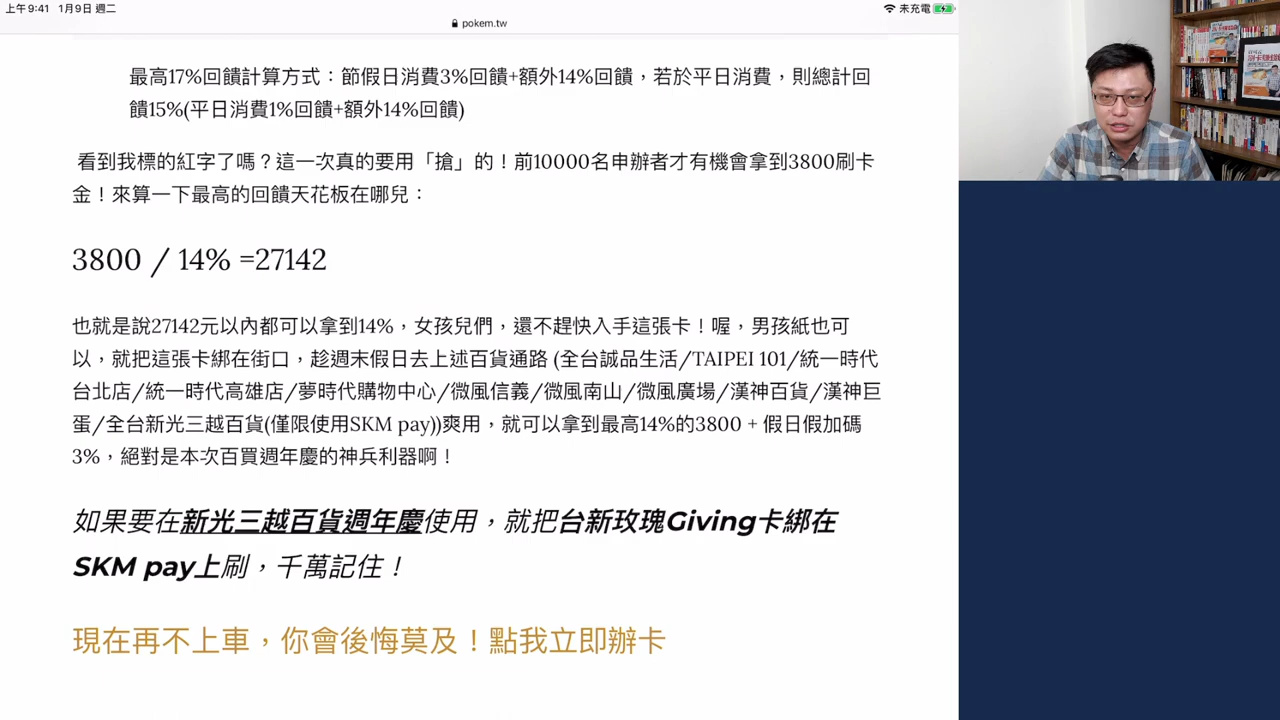 上午9:41 1月9日 週二
未充電
pokem.tw
最高17%回饋計算方式：節假日消費3%回饋+額外14%回饋，若於平日消費，則總計回
饋15%(平日消費1%回饋+額外14%回饋)
看到我標的紅字了嗎？這一次真的要用「搶」的！前10000名申辦者才有機會拿到3800刷卡
金！來算一下最高的回饋天花板在哪兒：
3800 / 14% =27142
也就是說27142元以內都可以拿到14%，女孩兒們，還不趕快入手這張卡！喔，男孩紙也可
以，就把這張卡綁在街口，趁週末假日去上述百貨通路 (全台誠品生活/TAIPEI 101/統一時代
台北店/統一時代高雄店/夢時代購物中心/微風信義/微風南山/微風廣場/漢神百貨/漢神巨
蛋/全台新光三越百貨(僅限使用SKM pay))爽用，就可以拿到最高14%的3800 + 假日假加碼
3%，絕對是本次百買週年慶的神兵利器啊！
如果要在新光三越百貨週年慶使用，就把台新玫瑰Giving卡綁在
SKM pay上刷，千萬記住！
現在再不上車，你會後悔莫及！點我立即辦卡